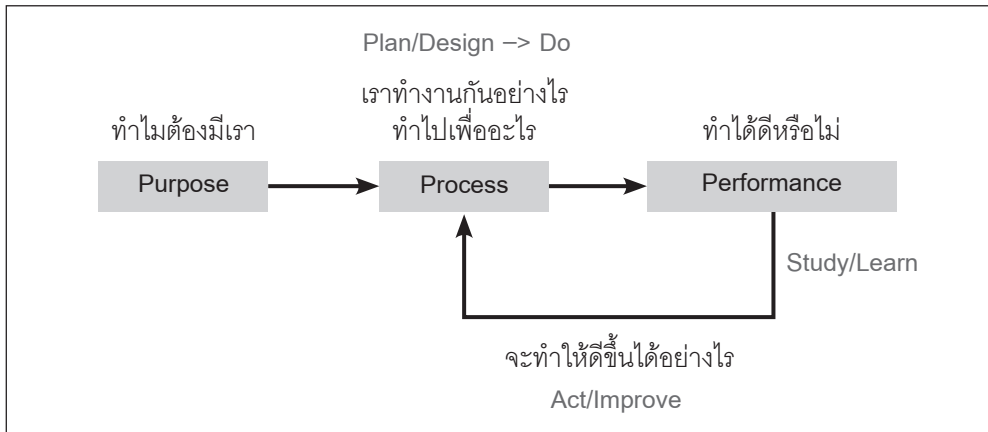 Plan/Design –> Do
เราทำงานกันอย่างไร
ทำไมต้องมีเรา
ทำไปเพื่ออะไร
ทำได้ดีหรือไม่
Purpose
Process
Performance
Study/Learn
จะทำให้ดีขึ้นได้อย่างไร
Act/Improve